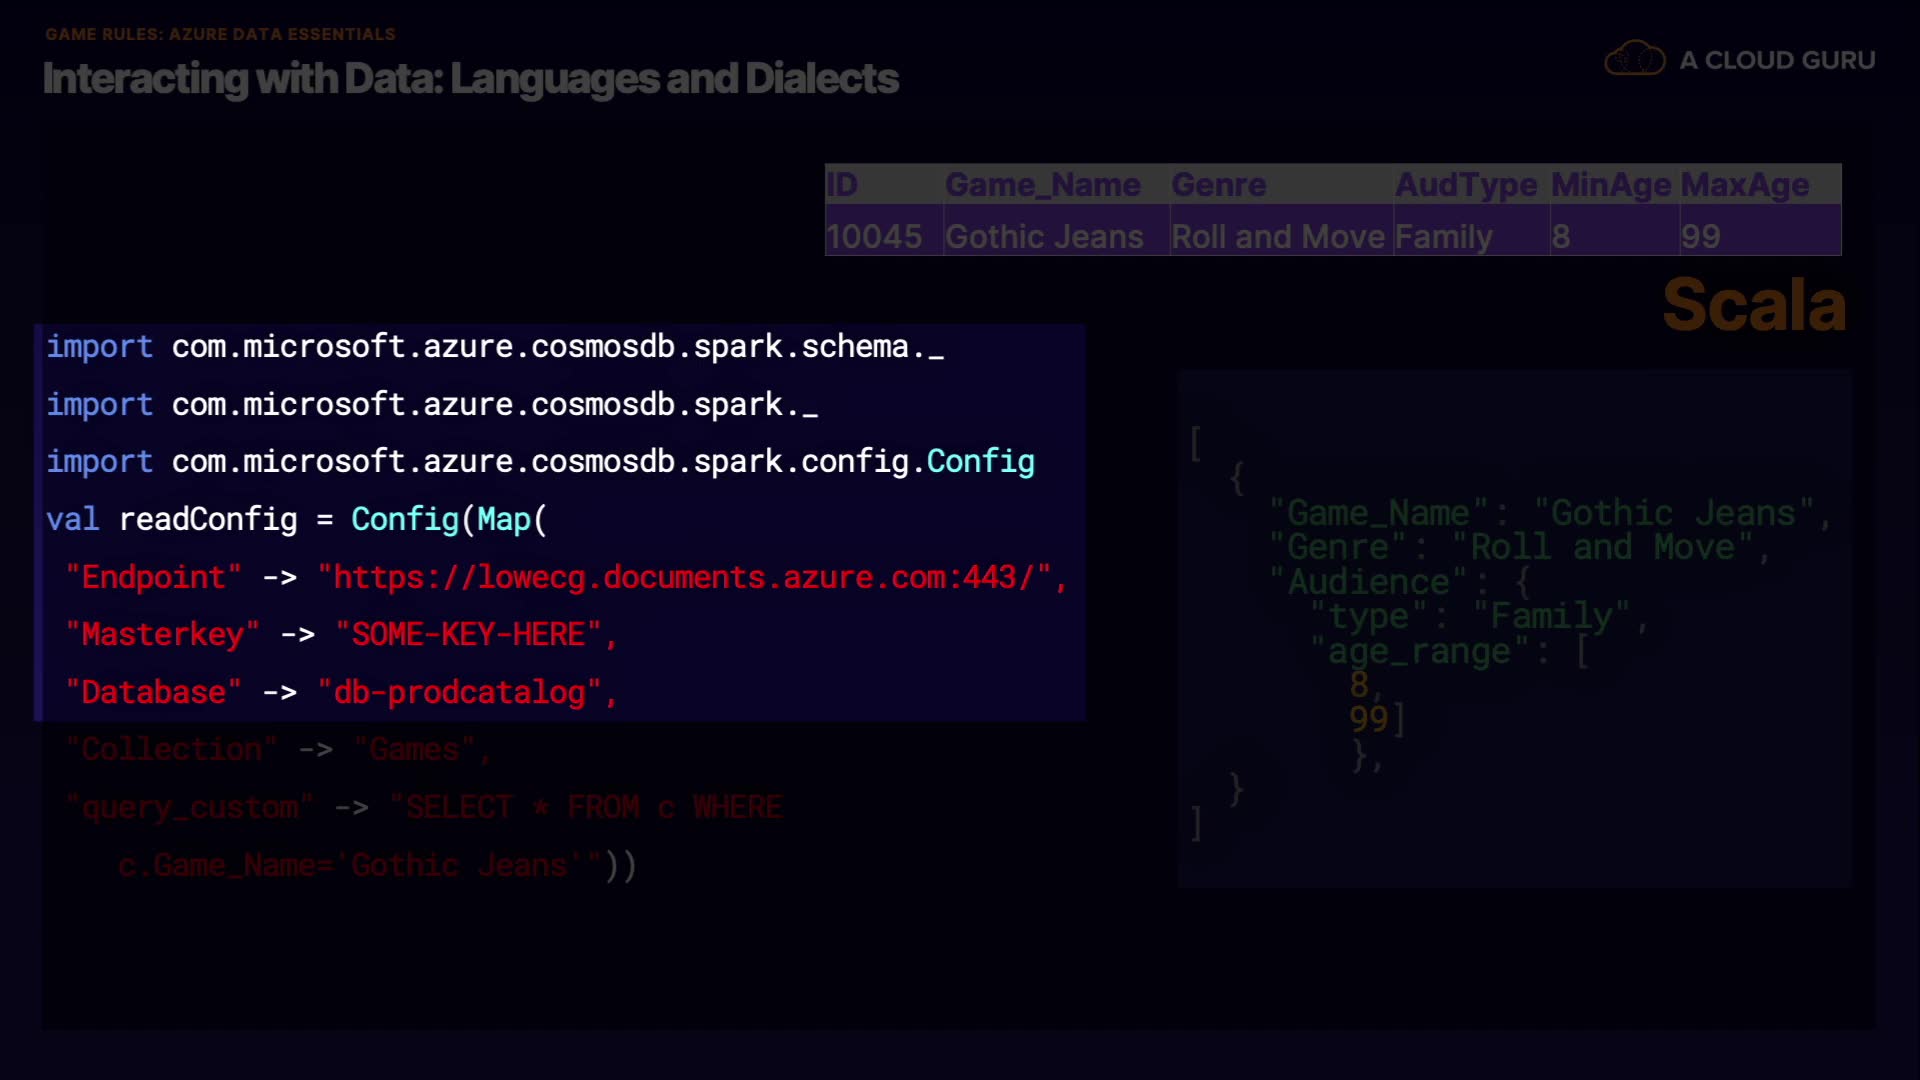 GAME RULES: AZURE DATA ESSENTIALS
Interacting with Data: Languages and Dialects
A CLOUD GURU
ID Game_Name Genre AudType MinAge MaxAge
10045 Gothic Jeans Roll and Move Family 8 99
Scala
import com.microsoft.azure.cosmosdb.spark.schema._
import com.microsoft.azure.cosmosdb.spark._
import com.microsoft.azure.cosmosdb.spark.config.Config
val readConfig = Config(Map(
"Endpoint" -> "https://lowecg.documents.azure.com:443/",
"Masterkey" -> "SOME-KEY-HERE",
"Database" -> "db-prodcatalog",
"Collection" -> "Games",
"query_custom" -> "SELECT * FROM c WHERE
c.Game_Name='Gothic Jeans'"))
[
{
"Game_Name": "Gothic Jeans",
"Genre": "Roll and Move",
"Audience": {
"type": "Family",
"age_range": [
8,
99]
},
}
]